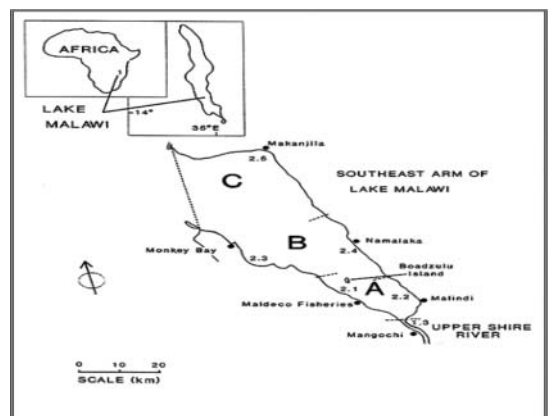 AFRICA
1
LAKE
MALAWI
-14°
35°E
Makanjila
2.5
SOUTHEAST ARM OF
LAKE MALAWI
C
B
Namalaka
2.4
Monkey Bay
2.3
Boadzulu
Island
A
2.1
2.2
Malindi
Maldeco Fisheries
1.3
UPPER SHIRE
RIVER
Mangochi
0 10 20
SCALE (km)